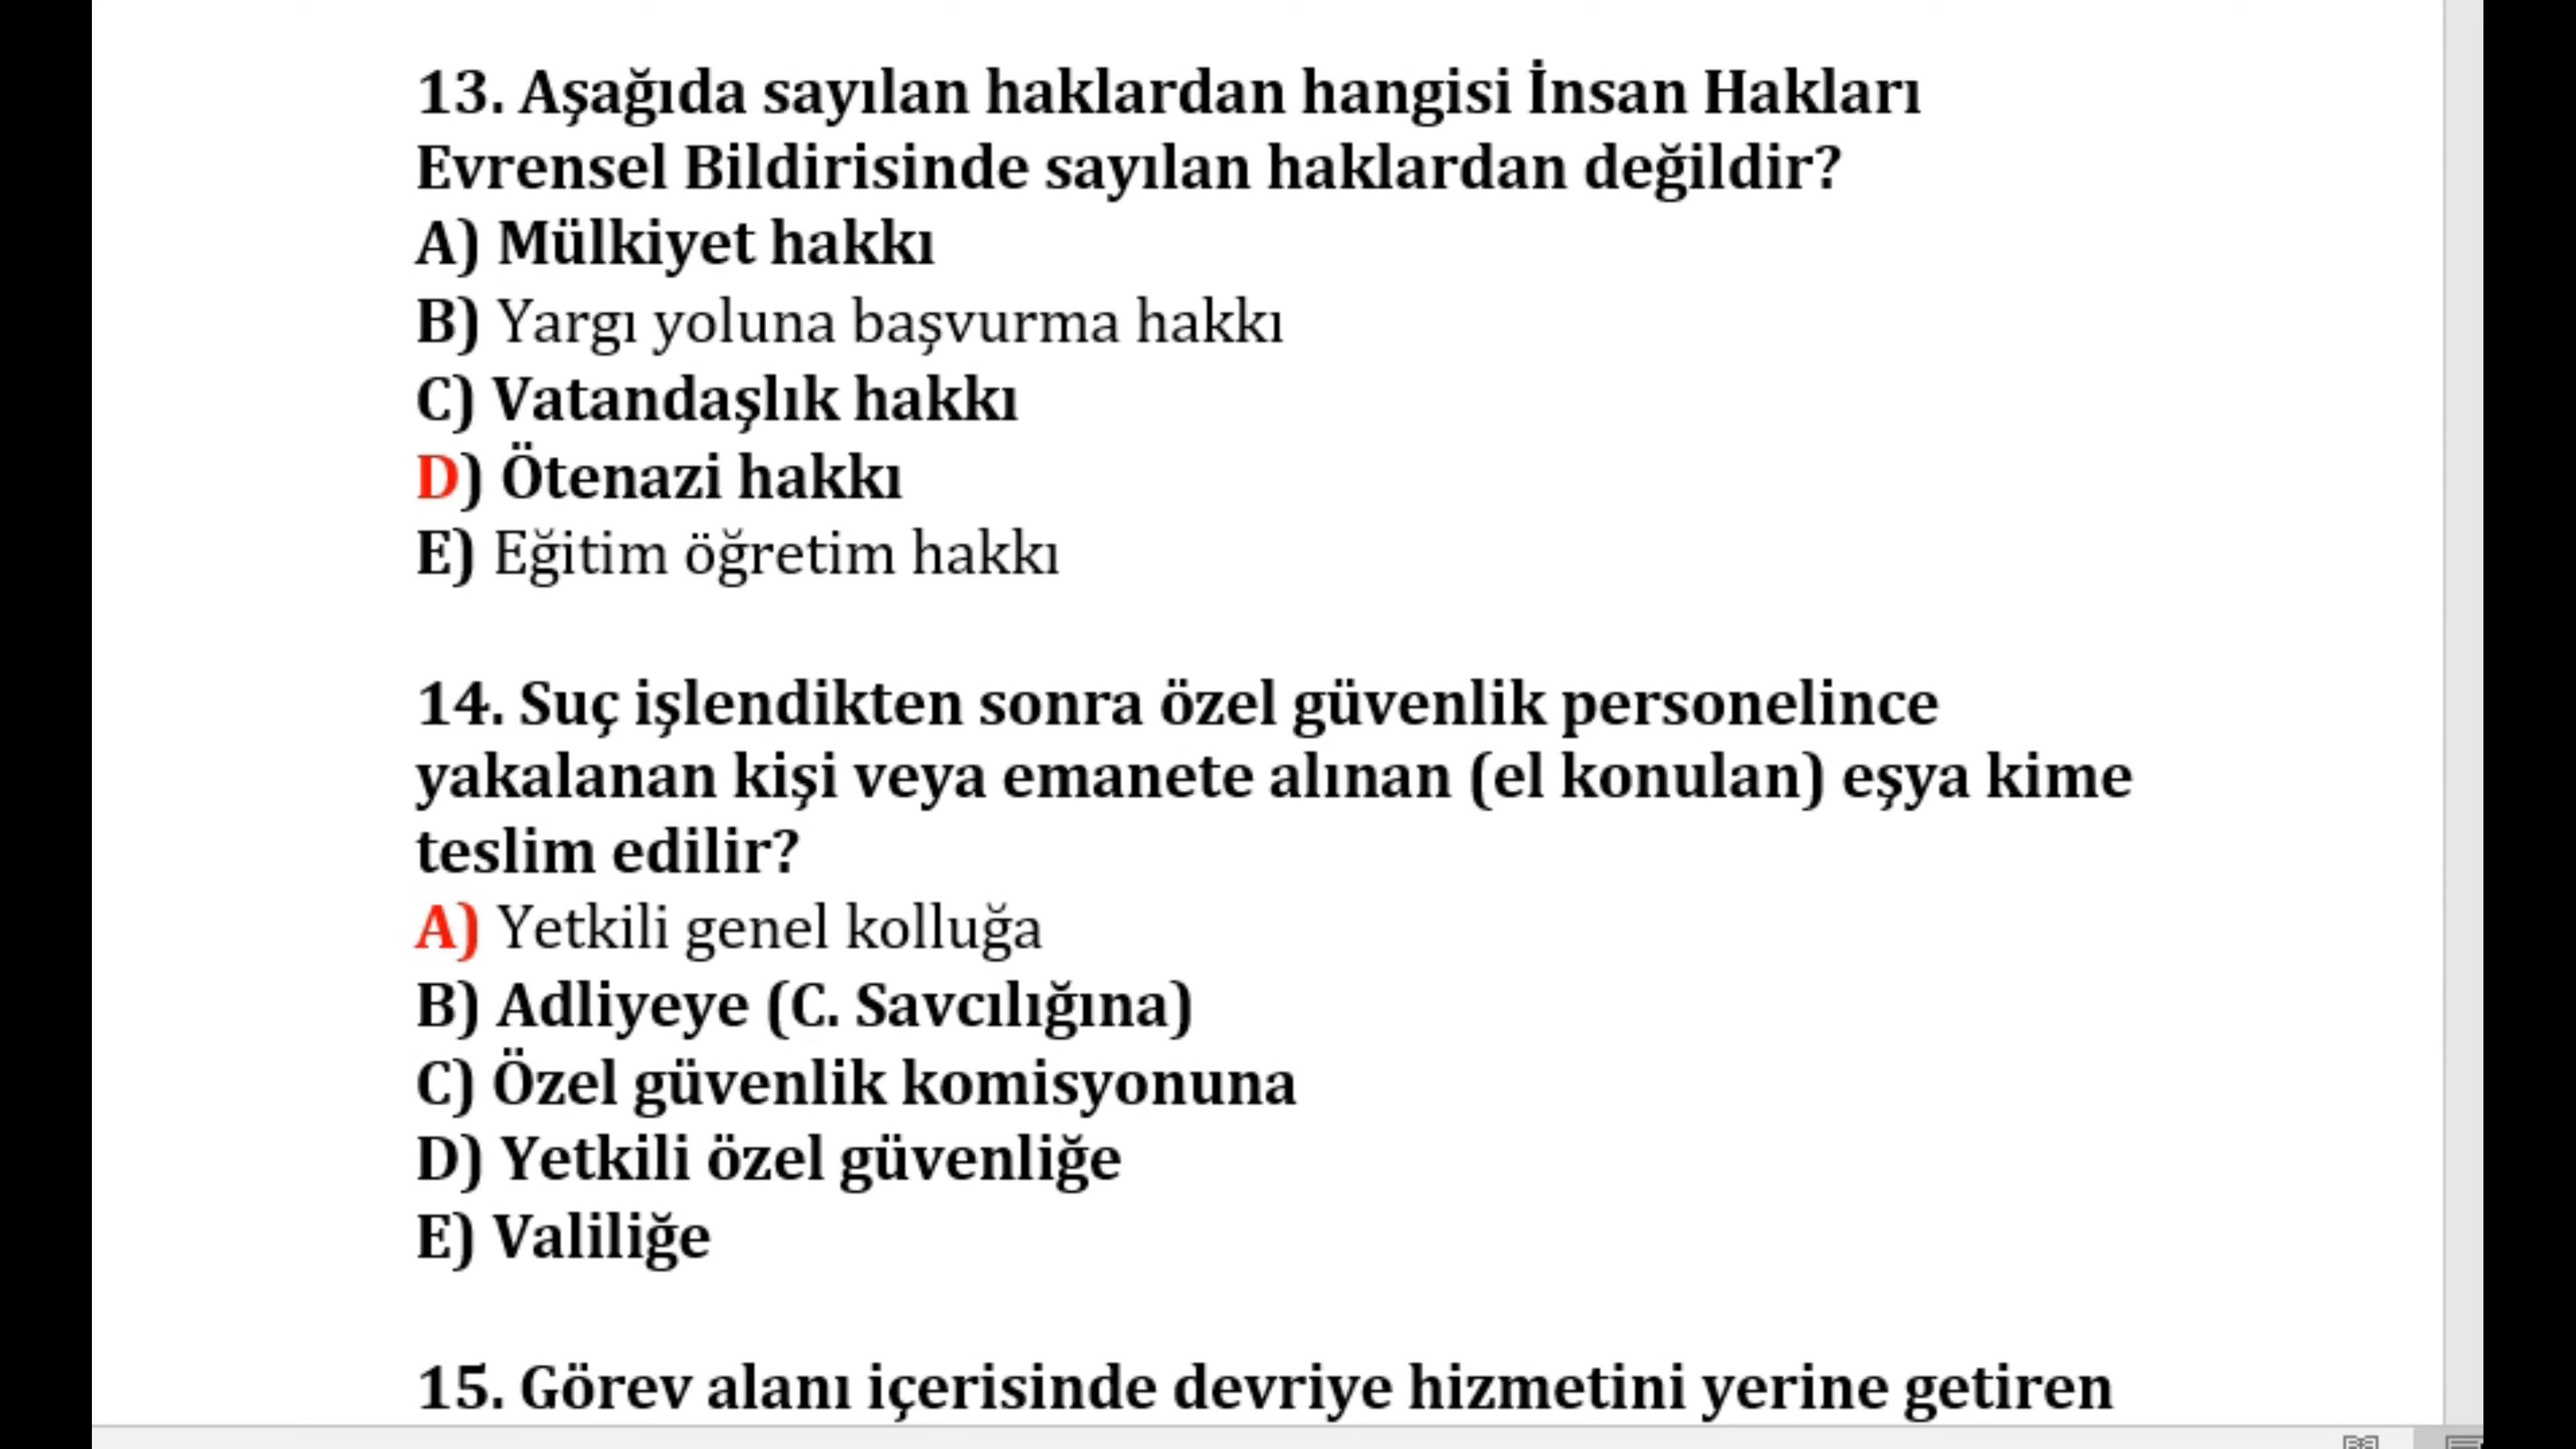 13. Aşağıda sayılan haklardan hangisi İnsan Hakları
Evrensel Bildirisinde sayılan haklardan değildir?
A) Mülkiyet hakkı
B) Yargı yoluna başvurma hakkı
C) Vatandaşlık hakkı
D) Ötenazi hakkı
E) Eğitim öğretim hakkı
14. Suç işlendikten sonra özel güvenlik personelince
yakalanan kişi veya emanete alınan (el konulan) eşya kime
teslim edilir?
A) Yetkili genel kolluğa
B) Adliyeye (C. Savcılığına)
C) Özel güvenlik komisyonuna
D) Yetkili özel güvenliğe
E) Valiliğe
15. Görev alanı içerisinde devriye hizmetini yerine getiren